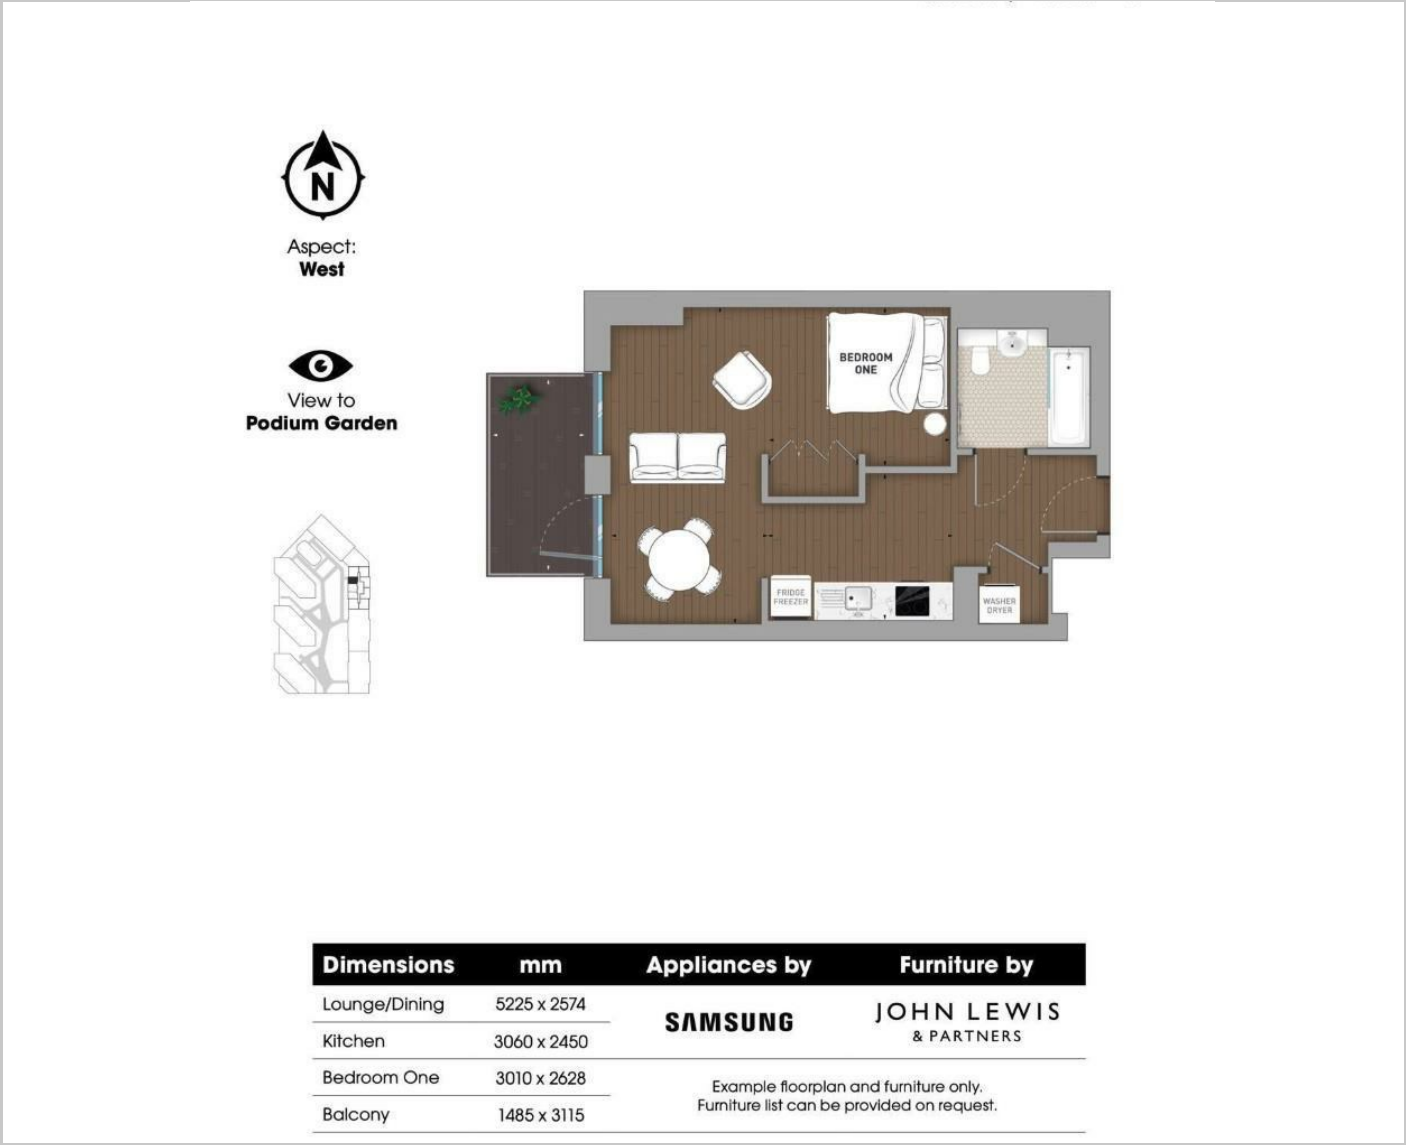 N
Aspect:
West
View to
Podium Garden
BEDROOM
ONE
FRIDGE
FREEZER
WASHER
DRYER
Dimensions mm Appliances by Furniture by
Lounge/Dining 5225 x 2574
SAMSUNG
JOHN LEWIS
& PARTNERS
Kitchen 3060 x 2450
Bedroom One 3010 x 2628
Balcony 1485 x 3115
Example floorplan and furniture only.
Furniture list can be provided on request.